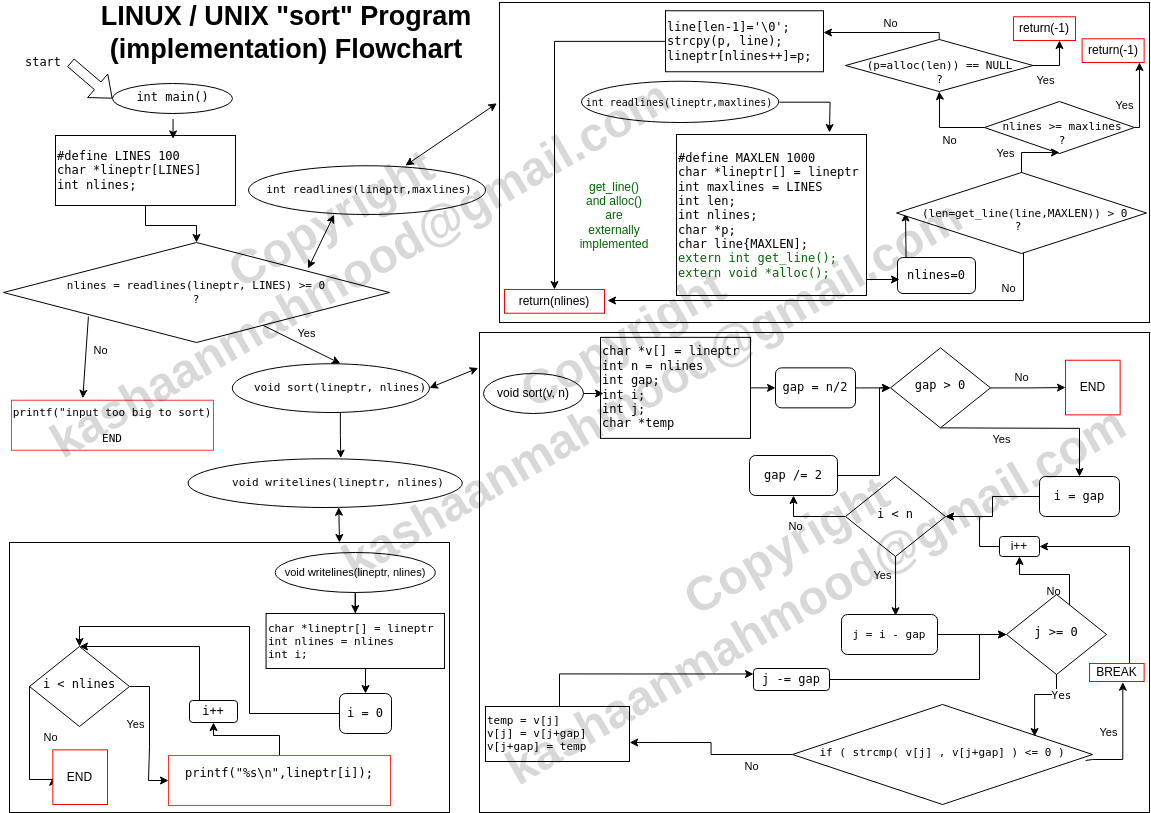 LINUX / UNIX "sort" Program
(implementation) Flowchart
start
int main()
#define LINES 100
char *lineptr[LINES]
int nlines;
int readlines(lineptr,maxlines)
nlines = readlines(lineptr, LINES) >= 0
?
No
Yes
printf("input too big to sort)
END
void sort(lineptr, nlines)
void writelines(lineptr, nlines)
line[len-1]='\0';
strcpy(p, line);
lineptr[nlines++]=p;
No
(p=alloc(len)) == NULL
?
Yes
return(-1)
return(-1)
int readlines(lineptr,maxlines)
nlines >= maxlines
?
No
Yes
Yes
get_line()
and alloc()
are
externally
implemented
#define MAXLEN 1000
char *lineptr[] = lineptr
int maxlines = LINES
int len;
int nlines;
char *p;
char line{MAXLEN];
extern int get_line();
extern void *alloc();
(len=get_line(line,MAXLEN)) > 0
?
nlines=0
No
return(nlines)
void sort(v, n)
char *v[] = lineptr
int n = nlines
int gap;
int i;
int j;
char *temp
gap = n/2
gap > 0
No
END
Yes
gap /= 2
i < n
i = gap
No
i++
Yes
No
j = i - gap
j >= 0
BREAK
j -= gap
Yes
temp = v[j]
v[j] = v[j+gap]
v[j+gap] = temp
if ( strcmp( v[j] , v[j+gap] ) <= 0 )
Yes
No
void writelines(lineptr, nlines)
char *lineptr[] = lineptr
int nlines = nlines
int i;
i < nlines
i++
i = 0
No
Yes
END
printf("%s\n",lineptr[i]);
Copyright
kashaanmahmood@gmail.com
Copyright
kashaanmahmood@gmail.com
Copyright
kashaanmahmood@gmail.com